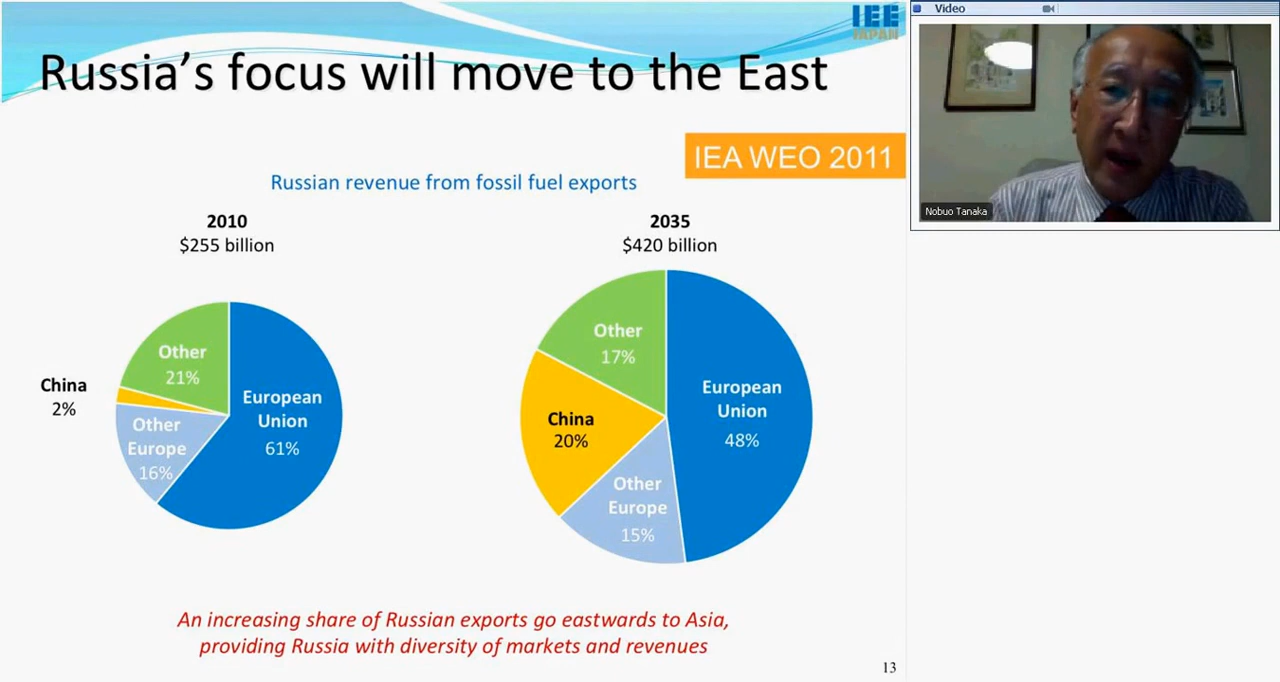 IEE
JAPAN
Russia's focus will move to the East
IEA WEO 2011
Russian revenue from fossil fuel exports
2010
$255 billion
Other
21%
China
2%
European
Union
61%
Other
Europe
16%
2035
$420 billion
Other
17%
European
Union
48%
China
20%
Other
Europe
15%
An increasing share of Russian exports go eastwards to Asia,
providing Russia with diversity of markets and revenues
13
Video
Nobuo Tanaka